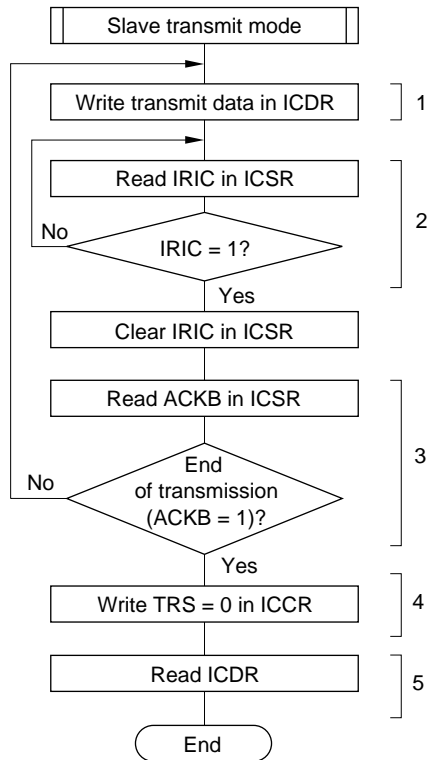 Slave transmit mode
Write transmit data in ICDR
1
Read IRIC in ICSR
2
No
IRIC = 1?
Yes
Clear IRIC in ICSR
Read ACKB in ICSR
3
End
of transmission
(ACKB = 1)?
No
Yes
Write TRS = 0 in ICCR
4
Read ICDR
5
End